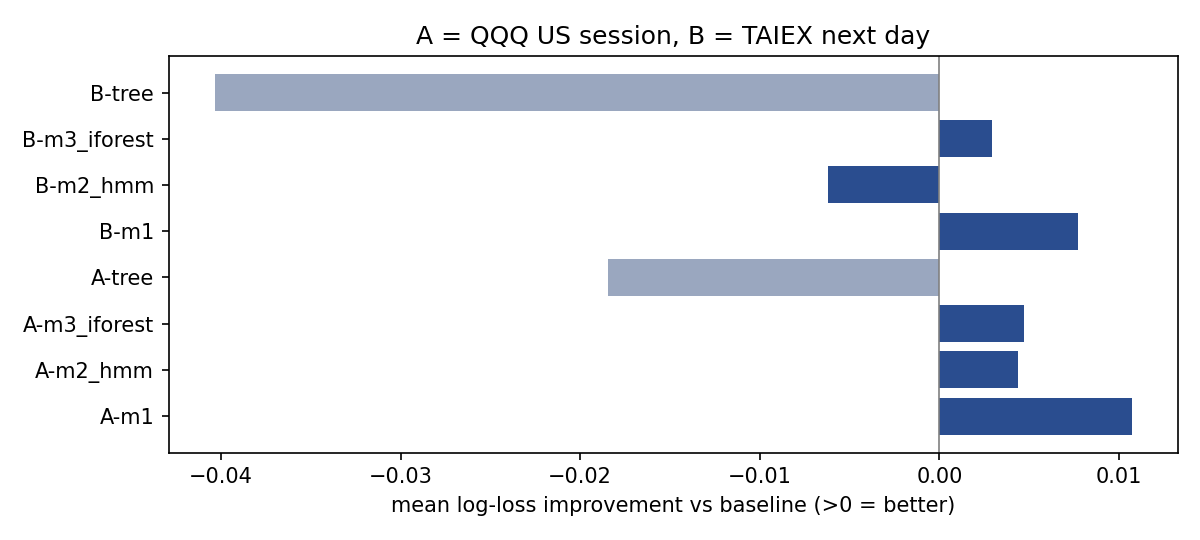 A = QQQ US session, B = TAIEX next day
B-tree
B-m3_iforest
B-m2_hmm
B-m1
A-tree
A-m3_iforest
A-m2_hmm
A-m1
−0.04 −0.03 −0.02 −0.01 0.00 0.01
mean log-loss improvement vs baseline (>0 = better)